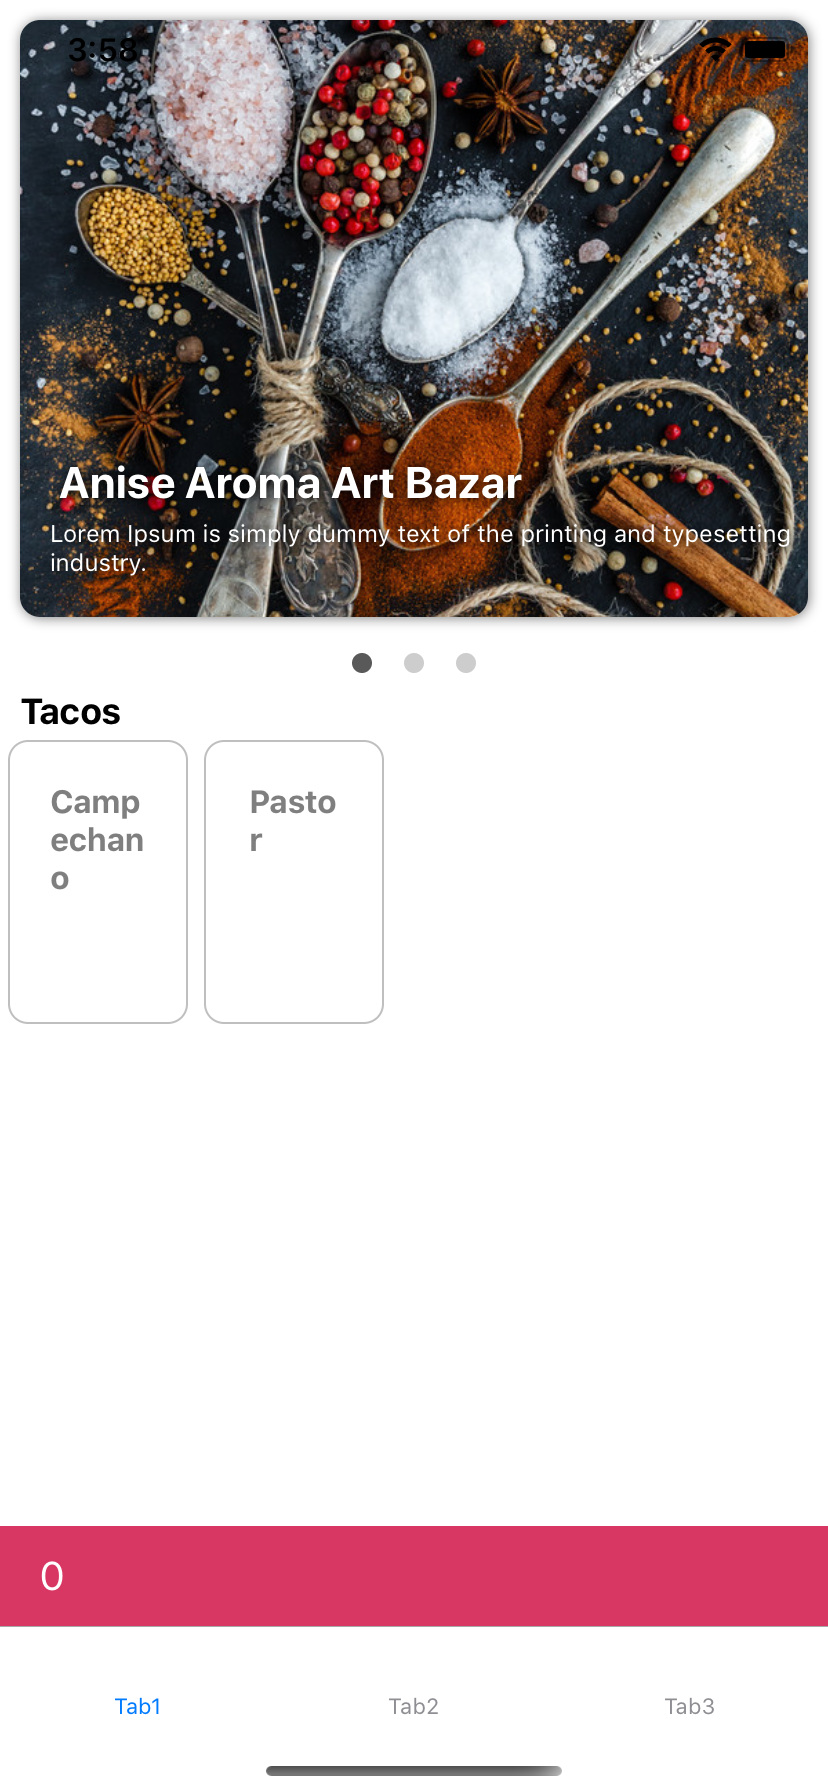 3:58
Anise Aroma Art Bazar
Lorem Ipsum is simply dummy text of the printing and typesetting
industry.
Tacos
Camp
echan
o
Pasto
r
0
Tab1
Tab2
Tab3